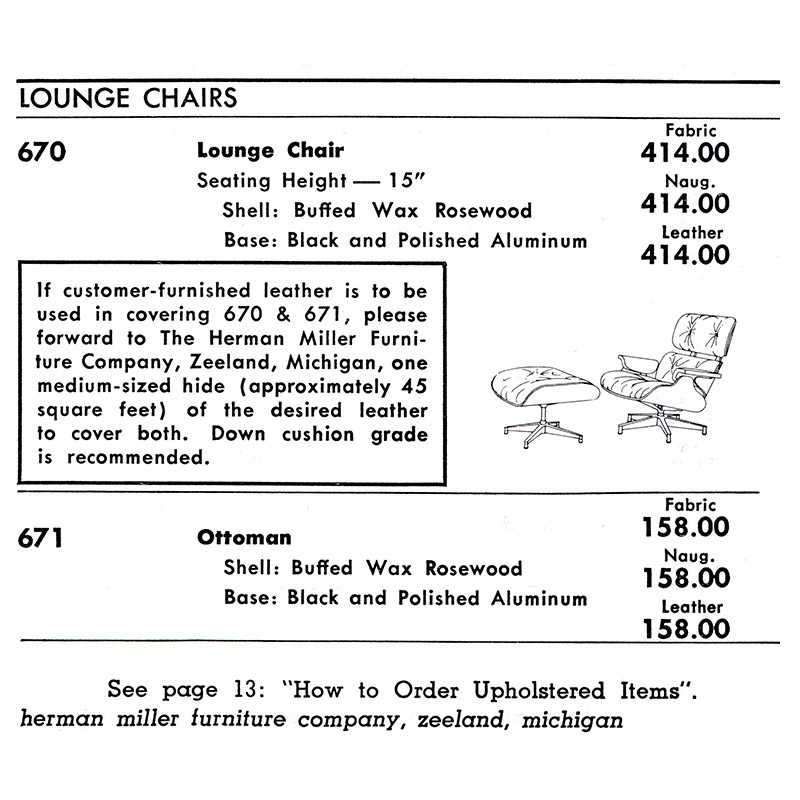 LOUNGE CHAIRS
670 Lounge Chair Fabric 414.00
Seating Height — 15" Naug. 414.00
Shell: Buffed Wax Rosewood
Base: Black and Polished Aluminum Leather 414.00
If customer-furnished leather is to be
used in covering 670 & 671, please
forward to The Herman Miller Furni-
ture Company, Zeeland, Michigan, one
medium-sized hide (approximately 45
square feet) of the desired leather
to cover both. Down cushion grade
is recommended.
671 Ottoman Fabric 158.00
Shell: Buffed Wax Rosewood Naug. 158.00
Base: Black and Polished Aluminum Leather 158.00
See page 13: "How to Order Upholstered Items".
herman miller furniture company, zeeland, michigan